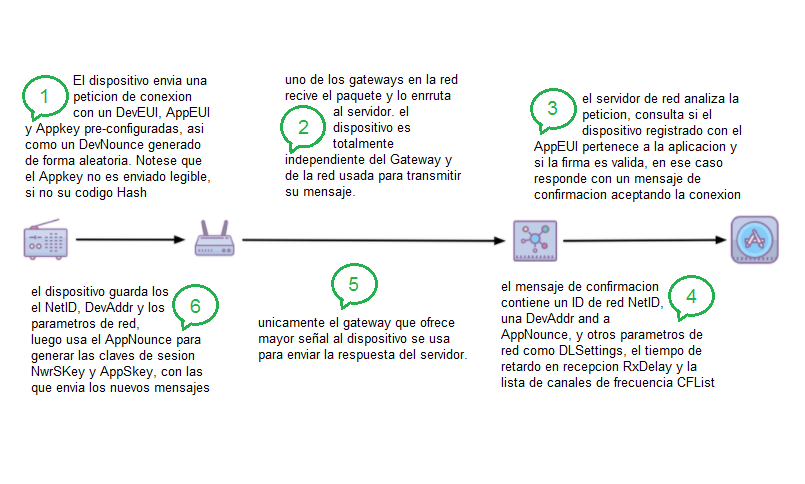 1
El dispositivo envia una
peticion de conexion
con un DevEUI, AppEUI
y Appkey pre-configuradas, asi
como un DevNounce generado
de forma aleatoria. Notese que
el Appkey no es enviado legible,
si no su codigo Hash
uno de los gateways en la red
recive el paquete y lo enrruta
al servidor. el
2
dispositivo es
totalmente
independiente del Gateway y
de la red usada para transmitir
su mensaje.
3
el servidor de red analiza la
peticion, consulta si el
dispositivo registrado con el
AppEUI pertenece a la aplicacion y
si la firma es valida, en ese caso
responde con un mensaje de
confirmacion aceptando la conexion
el mensaje de confirmacion
contiene un ID de red NetID,
4
una DevAddr and a
AppNounce, y otros parametros de
red como DLSettings, el tiempo de
retardo en recepcion RxDelay y la
lista de canales de frecuencia CFList
5
unicamente el gateway que ofrece
mayor señal al dispositivo se usa
para enviar la respuesta del servidor.
el dispositivo guarda los
el NetID, DevAddr y los
6
parametros de red,
luego usa el AppNounce para
generar las claves de sesion
NwrSKey y AppSkey, con las
que envia los nuevos mensajes